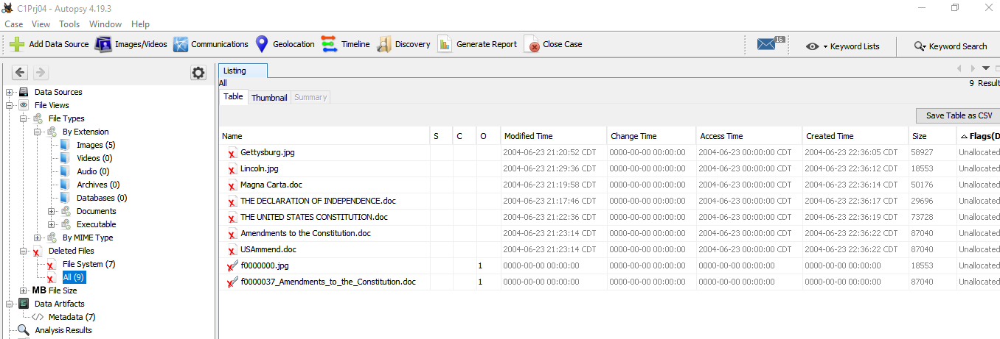 C1Prj04 - Autopsy 4.19.3
Case View Tools Window Help
Add Data Source Images/Videos Communications Geolocation Timeline Discovery Generate Report Close Case 16 Keyword Lists Keyword Search
Data Sources
File Views
File Types
By Extension
Images (5)
Videos (0)
Audio (0)
Archives (0)
Databases (0)
Documents
Executable
By MIME Type
Deleted Files
File System (7)
All (9)
MB File Size
Data Artifacts
Metadata (7)
Analysis Results
Listing
All 9 Result
Table Thumbnail Summary
Save Table as CSV
Name S C O Modified Time Change Time Access Time Created Time Size Flags(D
Gettysburg.jpg 2004-06-23 21:20:52 CDT 0000-00-00 00:00:00 2004-06-23 00:00:00 CDT 2004-06-23 22:36:05 CDT 58927 Unallocated
Lincoln.jpg 2004-06-23 21:29:36 CDT 0000-00-00 00:00:00 2004-06-23 00:00:00 CDT 2004-06-23 22:36:12 CDT 18553 Unallocated
Magna Carta.doc 2004-06-23 21:19:58 CDT 0000-00-00 00:00:00 2004-06-23 00:00:00 CDT 2004-06-23 22:36:14 CDT 50176 Unallocated
THE DECLARATION OF INDEPENDENCE.doc 2004-06-23 21:17:46 CDT 0000-00-00 00:00:00 2004-06-23 00:00:00 CDT 2004-06-23 22:36:17 CDT 29696 Unallocated
THE UNITED STATES CONSTITUTION.doc 2004-06-23 21:22:36 CDT 0000-00-00 00:00:00 2004-06-23 00:00:00 CDT 2004-06-23 22:36:19 CDT 73728 Unallocated
Amendments to the Constitution.doc 2004-06-23 21:23:14 CDT 0000-00-00 00:00:00 2004-06-23 00:00:00 CDT 2004-06-23 22:36:22 CDT 87040 Unallocated
USAmmend.doc 2004-06-23 21:23:14 CDT 0000-00-00 00:00:00 2004-06-23 00:00:00 CDT 2004-06-23 22:36:22 CDT 87040 Unallocated
f0000000.jpg 1 0000-00-00 00:00:00 0000-00-00 00:00:00 0000-00-00 00:00:00 0000-00-00 00:00:00 18553 Unallocated
f0000037_Amendments_to_the_Constitution.doc 1 0000-00-00 00:00:00 0000-00-00 00:00:00 0000-00-00 00:00:00 0000-00-00 00:00:00 87040 Unallocated